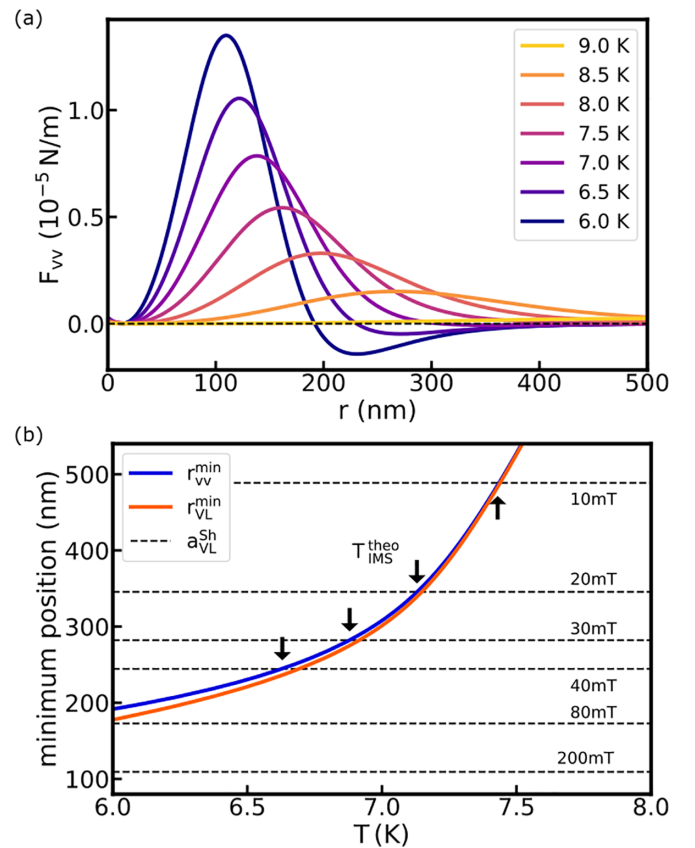 (a)
F_vv (10⁻⁵ N/m)
1.0
0.5
0.0
9.0 K
8.5 K
8.0 K
7.5 K
7.0 K
6.5 K
6.0 K
0 100 200 300 400 500
r (nm)
(b)
minimum position (nm)
500
400
300
200
100
r_vv^min
r_VL^min
a_VL^Sh
T_IMS^theo
10mT
20mT
30mT
40mT
80mT
200mT
6.0 6.5 7.0 7.5 8.0
T (K)